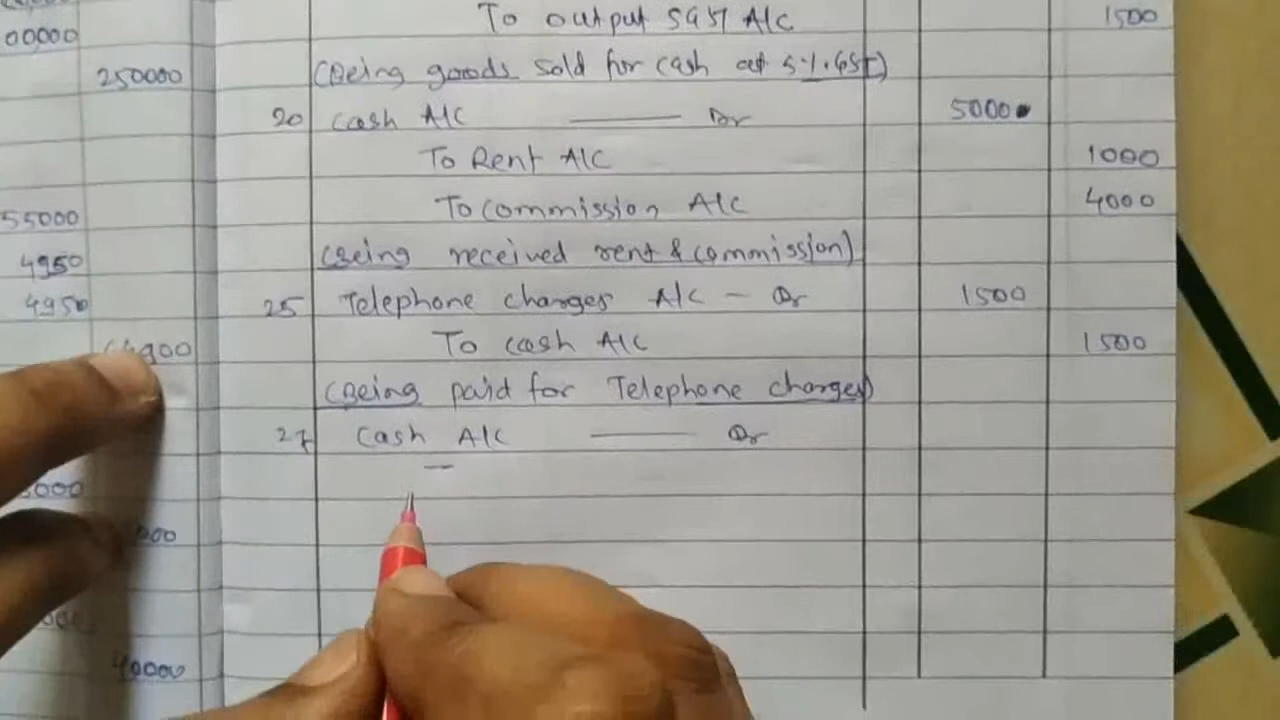 00000
250000
55000
4950
4950
000
40000
To output SGST A/C 1500
(Being goods sold for cash at 5%.GST)
20 Cash A/C Dr 5000
To Rent A/C 1000
To commission A/C 4000
(Being received rent & commission)
25 Telephone charges A/C - Dr 1500
To cash A/C 1500
(Being paid for Telephone charges)
27 Cash A/C Dr